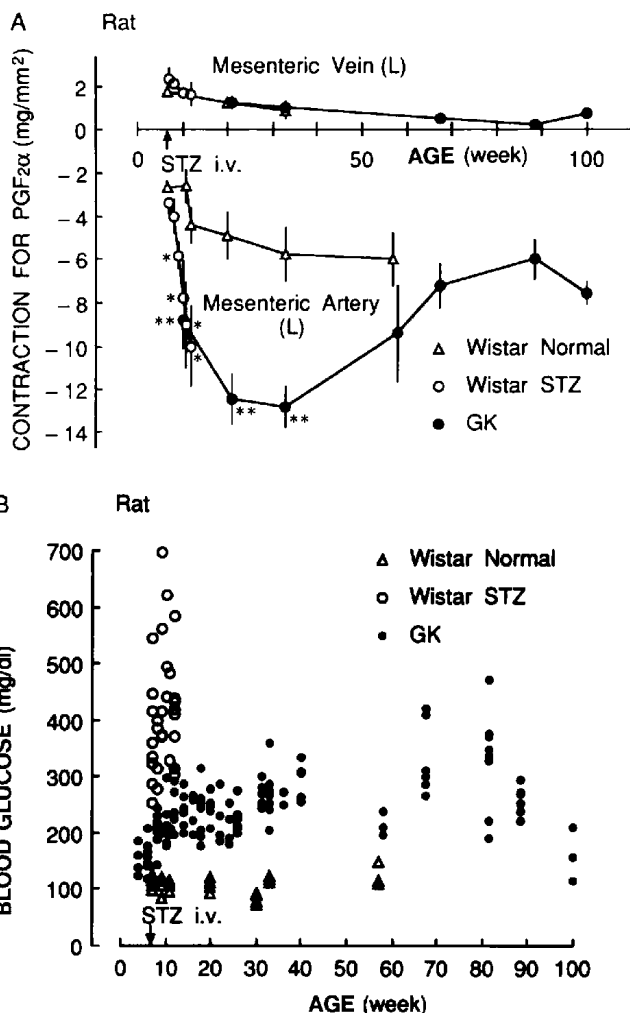 A Rat
CONTRACTION FOR PGF2α (mg/mm²)
Mesenteric Vein (L)
2
0
0 50 100
STZ i.v. AGE (week)
-2
-4
-6
-8
-10
-12
-14
*
*
**
*
*
**
**
Mesenteric Artery
(L)
Wistar Normal
Wistar STZ
GK
B Rat
BLOOD GLUCOSE (mg/dl)
700
600
500
400
300
200
100
0
Wistar Normal
Wistar STZ
GK
STZ i.v.
0 10 20 30 40 50 60 70 80 90 100
AGE (week)